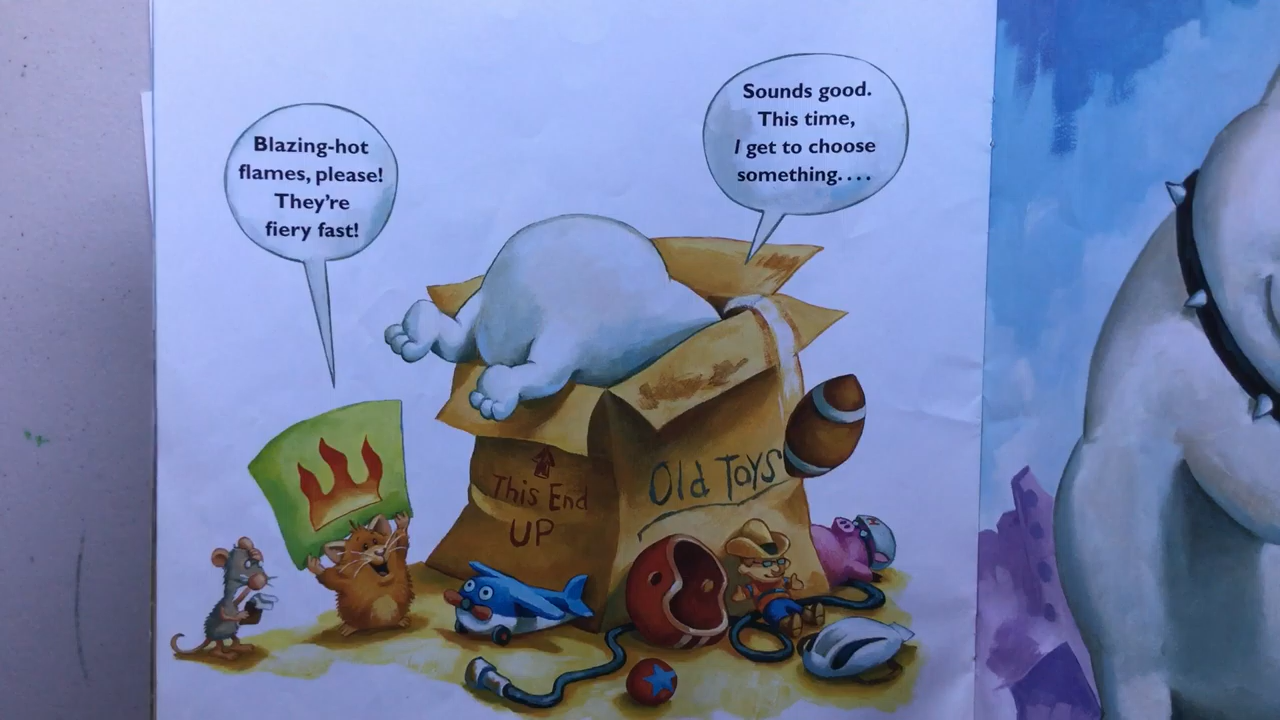 Blazing-hot
flames, please!
They're
fiery fast!
Sounds good.
This time,
I get to choose
something....
This End
UP
Old Toys